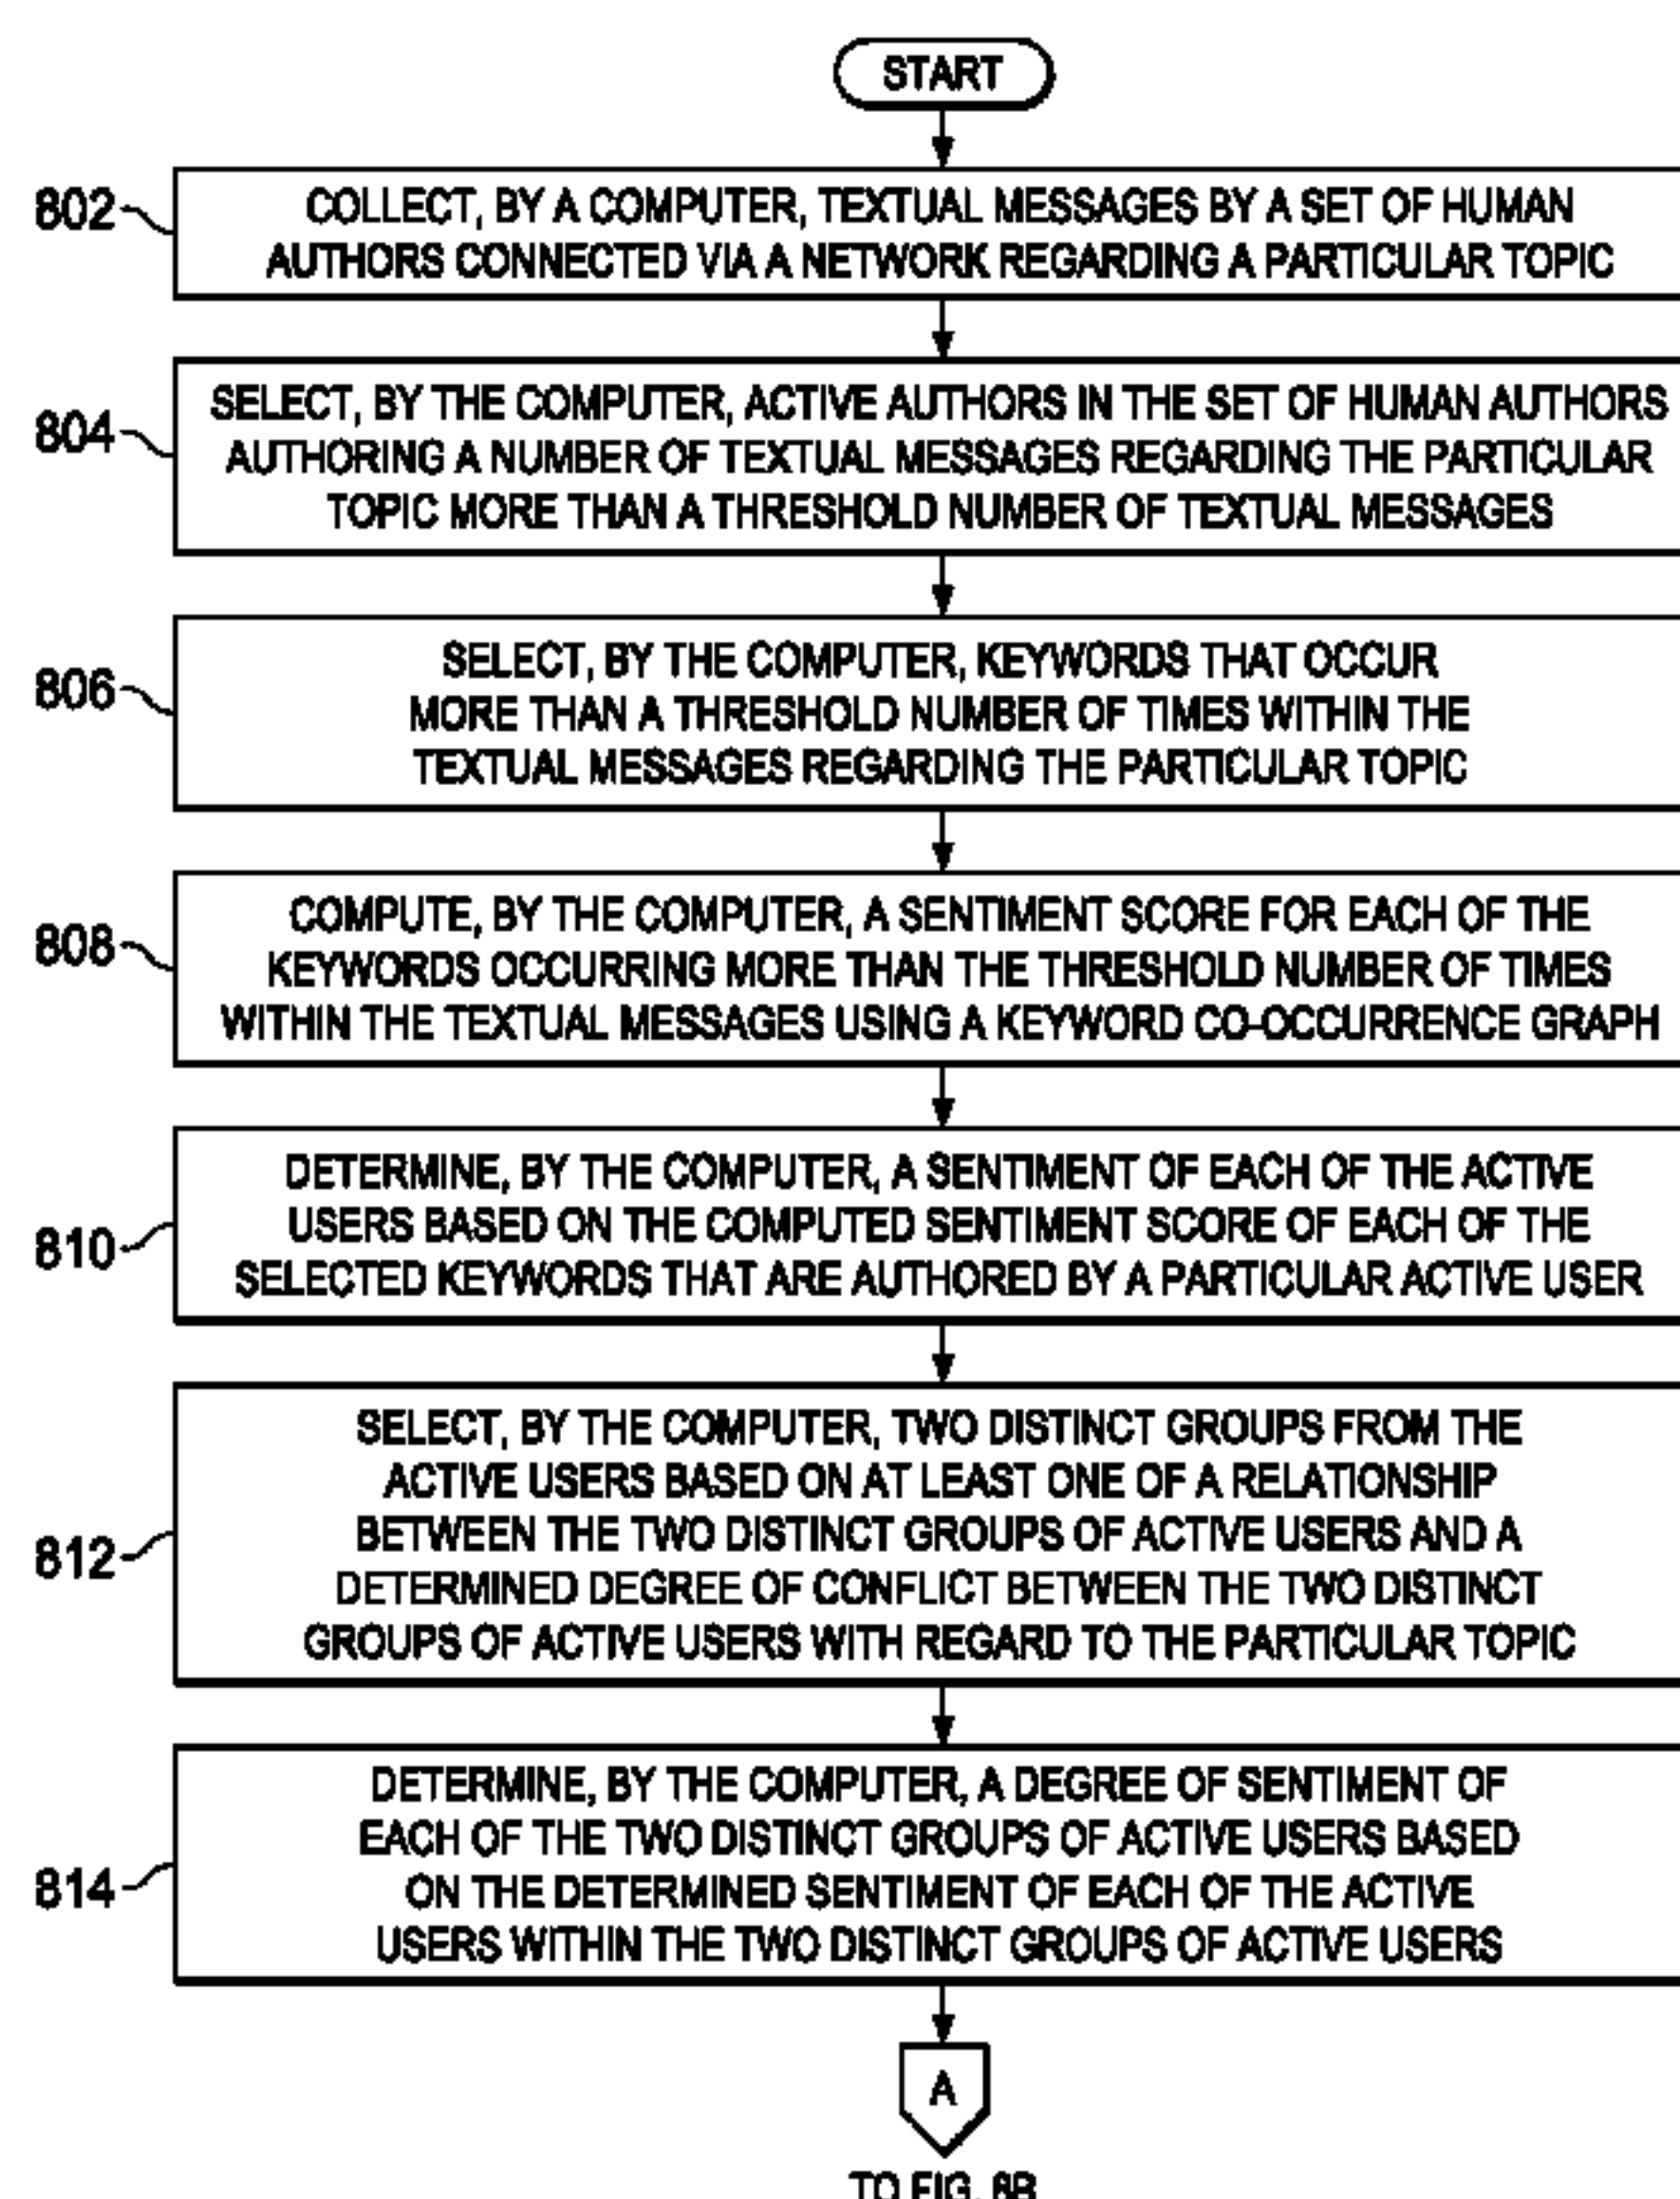 START
802
COLLECT, BY A COMPUTER, TEXTUAL MESSAGES BY A SET OF HUMAN
AUTHORS CONNECTED VIA A NETWORK REGARDING A PARTICULAR TOPIC
804
SELECT, BY THE COMPUTER, ACTIVE AUTHORS IN THE SET OF HUMAN AUTHORS
AUTHORING A NUMBER OF TEXTUAL MESSAGES REGARDING THE PARTICULAR
TOPIC MORE THAN A THRESHOLD NUMBER OF TEXTUAL MESSAGES
806
SELECT, BY THE COMPUTER, KEYWORDS THAT OCCUR
MORE THAN A THRESHOLD NUMBER OF TIMES WITHIN THE
TEXTUAL MESSAGES REGARDING THE PARTICULAR TOPIC
808
COMPUTE, BY THE COMPUTER, A SENTIMENT SCORE FOR EACH OF THE
KEYWORDS OCCURRING MORE THAN THE THRESHOLD NUMBER OF TIMES
WITHIN THE TEXTUAL MESSAGES USING A KEYWORD CO-OCCURRENCE GRAPH
810
DETERMINE, BY THE COMPUTER, A SENTIMENT OF EACH OF THE ACTIVE
USERS BASED ON THE COMPUTED SENTIMENT SCORE OF EACH OF THE
SELECTED KEYWORDS THAT ARE AUTHORED BY A PARTICULAR ACTIVE USER
812
SELECT, BY THE COMPUTER, TWO DISTINCT GROUPS FROM THE
ACTIVE USERS BASED ON AT LEAST ONE OF A RELATIONSHIP
BETWEEN THE TWO DISTINCT GROUPS OF ACTIVE USERS AND A
DETERMINED DEGREE OF CONFLICT BETWEEN THE TWO DISTINCT
GROUPS OF ACTIVE USERS WITH REGARD TO THE PARTICULAR TOPIC
814
DETERMINE, BY THE COMPUTER, A DEGREE OF SENTIMENT OF
EACH OF THE TWO DISTINCT GROUPS OF ACTIVE USERS BASED
ON THE DETERMINED SENTIMENT OF EACH OF THE ACTIVE
USERS WITHIN THE TWO DISTINCT GROUPS OF ACTIVE USERS
A
TO FIG. 8B